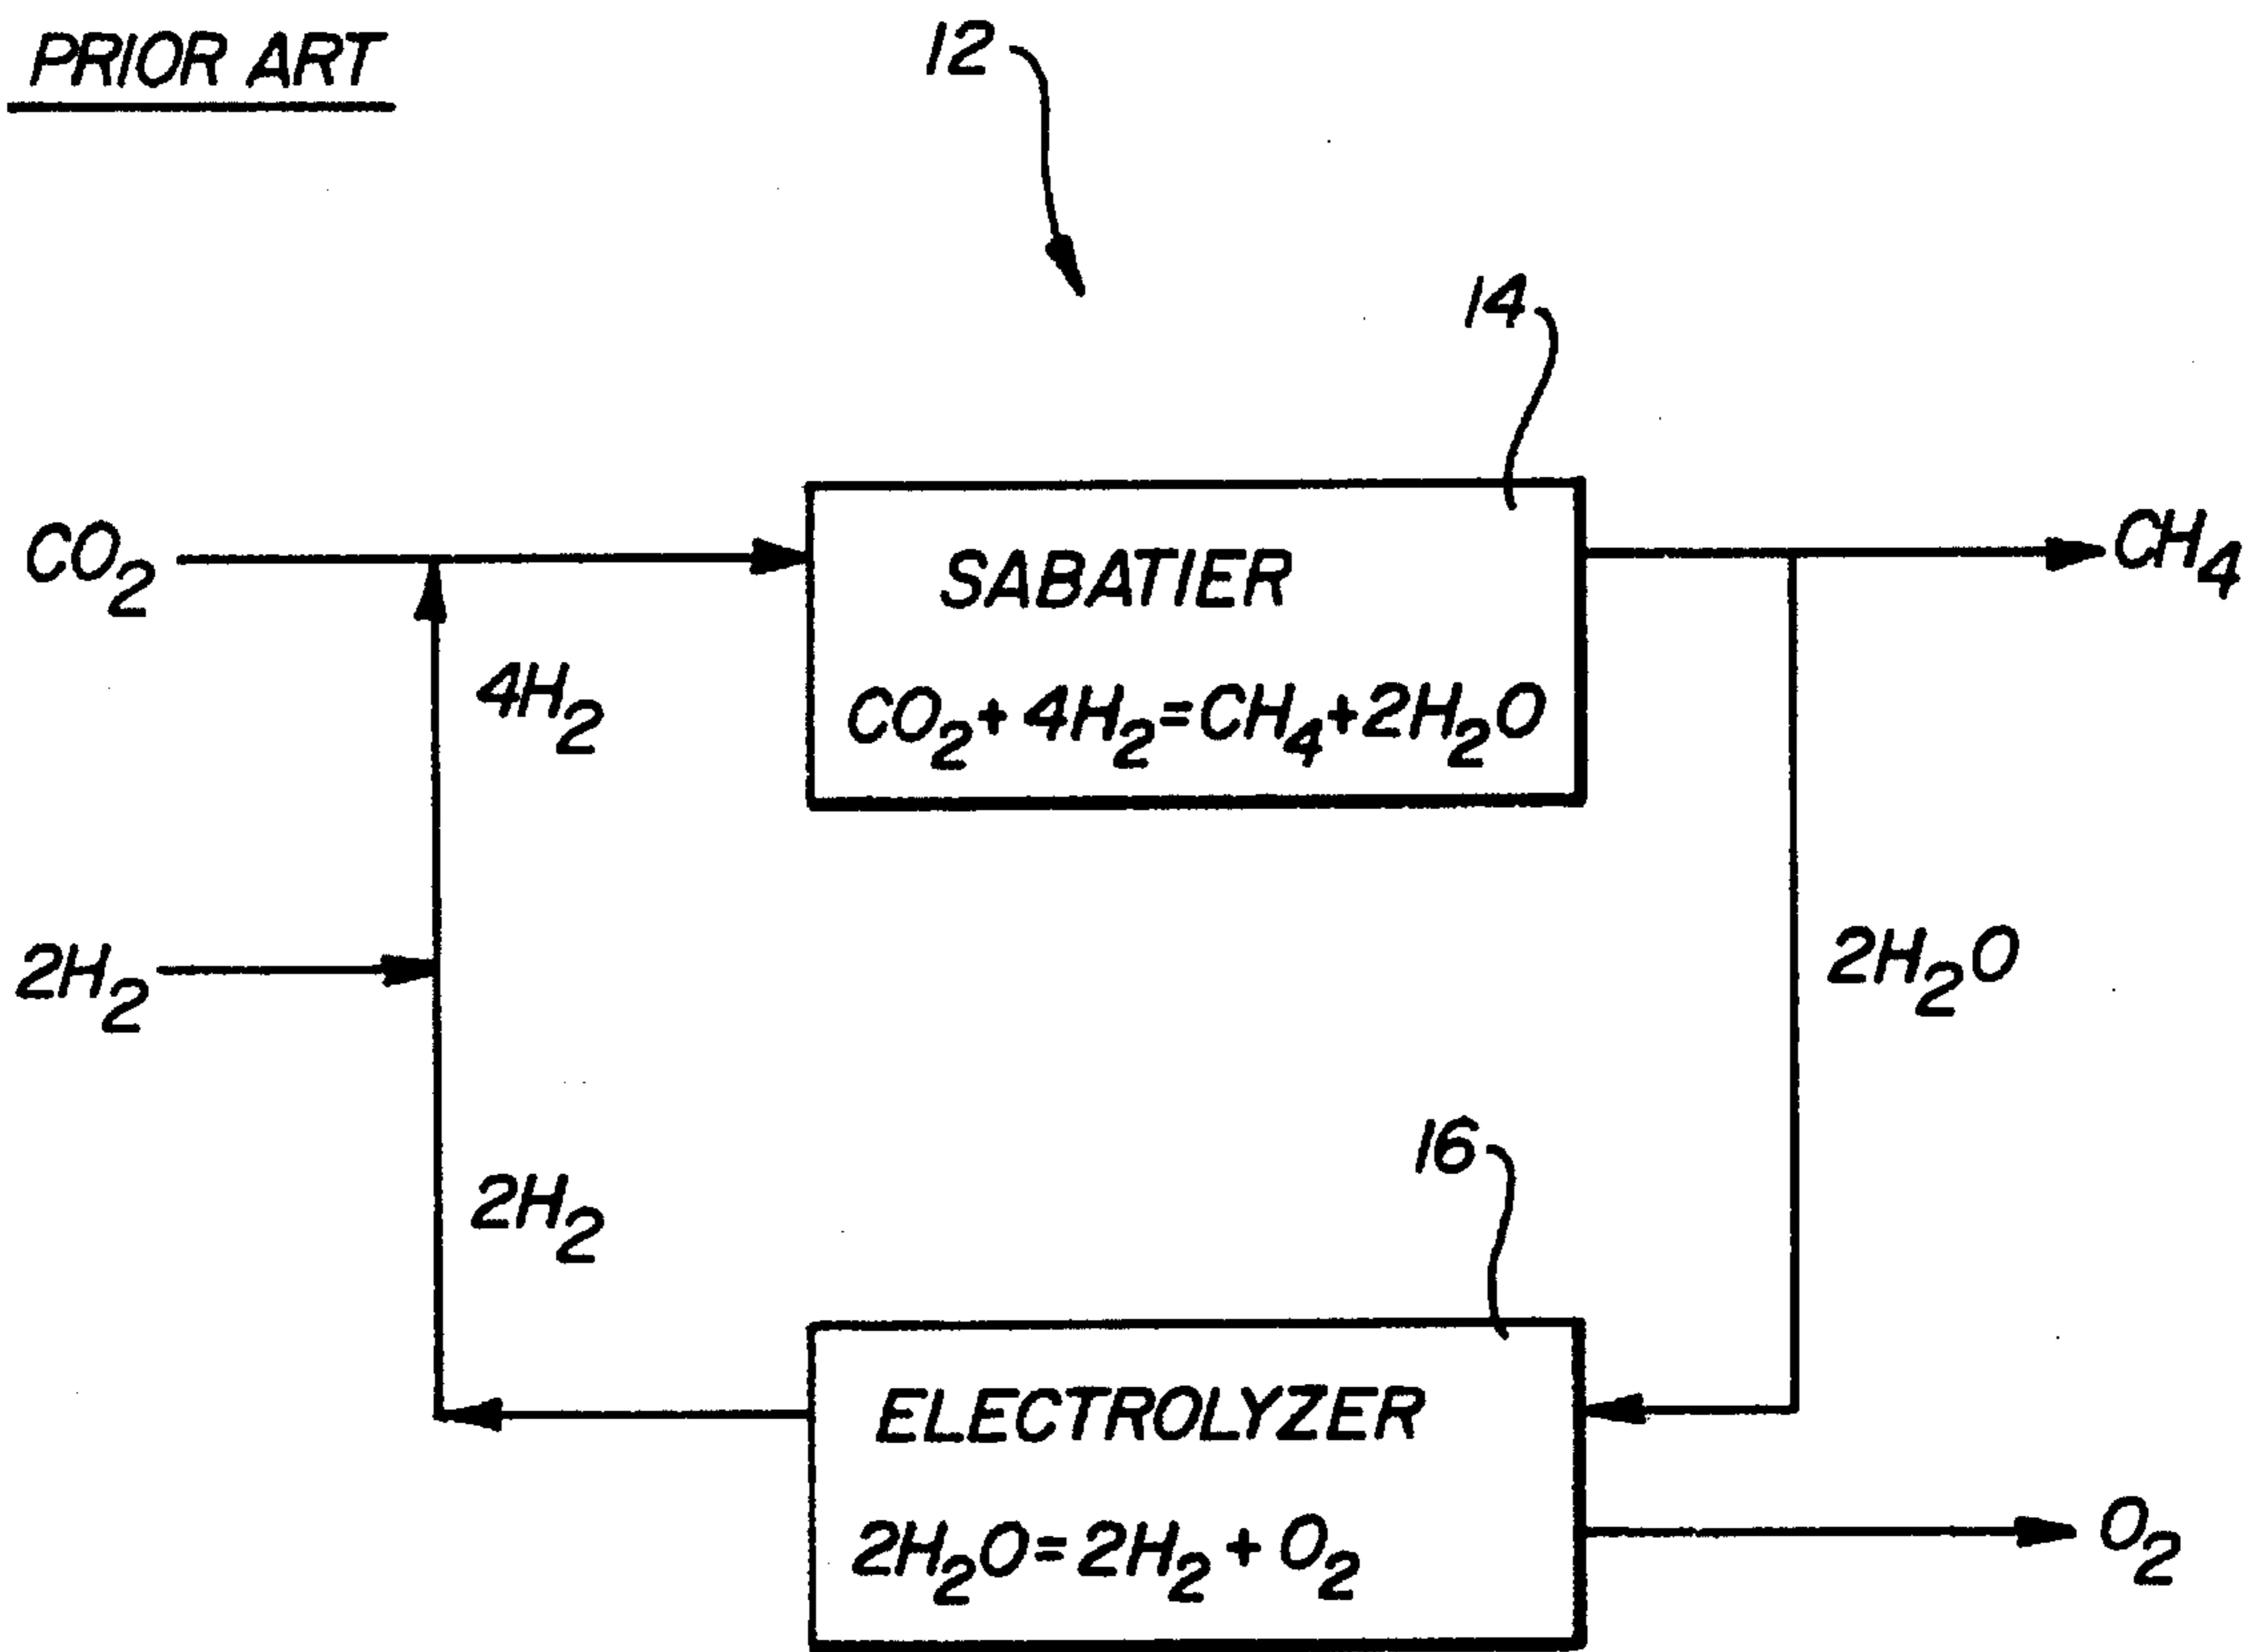 PRIOR ART
12
14
CO₂
SABATIER
CH₄
4H₂
CO₂+4H₂=CH₄+2H₂O
2H₂
2H₂O
16
2H₂
ELECTROLYZER
2H₂O=2H₂+O₂
O₂